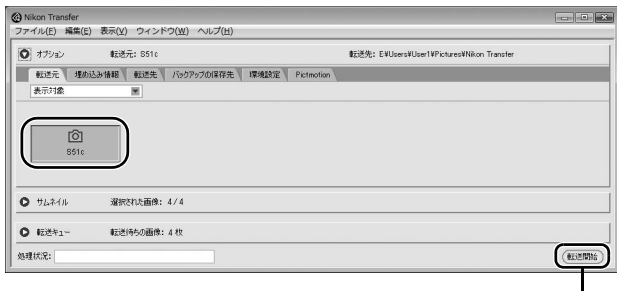 Nikon Transfer
ファイル(F) 編集(E) 表示(V) ウィンドウ(W) ヘルプ(H)
オプション 転送元: S51c 転送先: E¥Users¥User1¥Pictures¥Nikon Transfer
転送元 埋め込み情報 転送先 バックアップの保存先 環境設定 Pictmotion
表示対象
S51c
サムネイル 選択された画像: 4 / 4
転送キュー 転送待ちの画像: 4 枚
処理状況:
転送開始